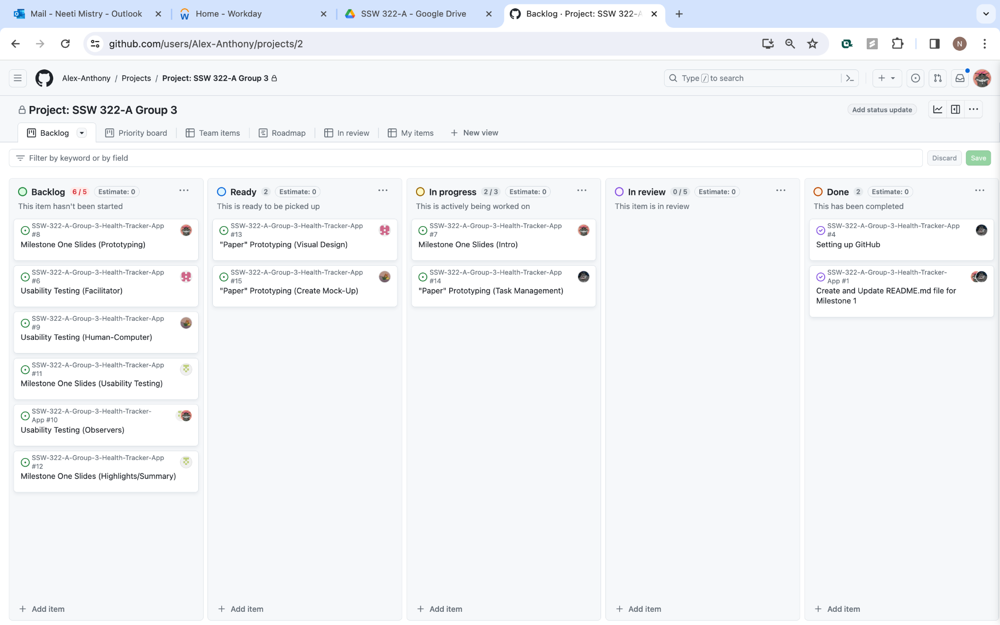 Mail - Neeti Mistry - Outlook
Home - Workday
SSW 322-A - Google Drive
Backlog · Project: SSW 322-A
github.com/users/Alex-Anthony/projects/2
N
Alex-Anthony / Projects / Project: SSW 322-A Group 3
Type / to search
Project: SSW 322-A Group 3
Add status update
Backlog
Priority board
Team items
Roadmap
In review
My items
New view
Filter by keyword or by field
Discard
Save
Backlog 6 / 5 Estimate: 0
This item hasn't been started
SSW-322-A-Group-3-Health-Tracker-App
#8
Milestone One Slides (Prototyping)
SSW-322-A-Group-3-Health-Tracker-App
#6
Usability Testing (Facilitator)
SSW-322-A-Group-3-Health-Tracker-App
#9
Usability Testing (Human-Computer)
SSW-322-A-Group-3-Health-Tracker-App
#11
Milestone One Slides (Usability Testing)
SSW-322-A-Group-3-Health-Tracker-
App #10
Usability Testing (Observers)
SSW-322-A-Group-3-Health-Tracker-App
#12
Milestone One Slides (Highlights/Summary)
+ Add item
Ready 2 Estimate: 0
This is ready to be picked up
SSW-322-A-Group-3-Health-Tracker-App
#13
"Paper" Prototyping (Visual Design)
SSW-322-A-Group-3-Health-Tracker-App
#15
"Paper" Prototyping (Create Mock-Up)
+ Add item
In progress 2 / 3 Estimate: 0
This is actively being worked on
SSW-322-A-Group-3-Health-Tracker-App
#7
Milestone One Slides (Intro)
SSW-322-A-Group-3-Health-Tracker-App
#14
"Paper" Prototyping (Task Management)
+ Add item
In review 0 / 5 Estimate: 0
This item is in review
+ Add item
Done 2 Estimate: 0
This has been completed
SSW-322-A-Group-3-Health-Tracker-App
#4
Setting up GitHub
SSW-322-A-Group-3-Health-Tracker-
App #1
Create and Update README.md file for
Milestone 1
+ Add item